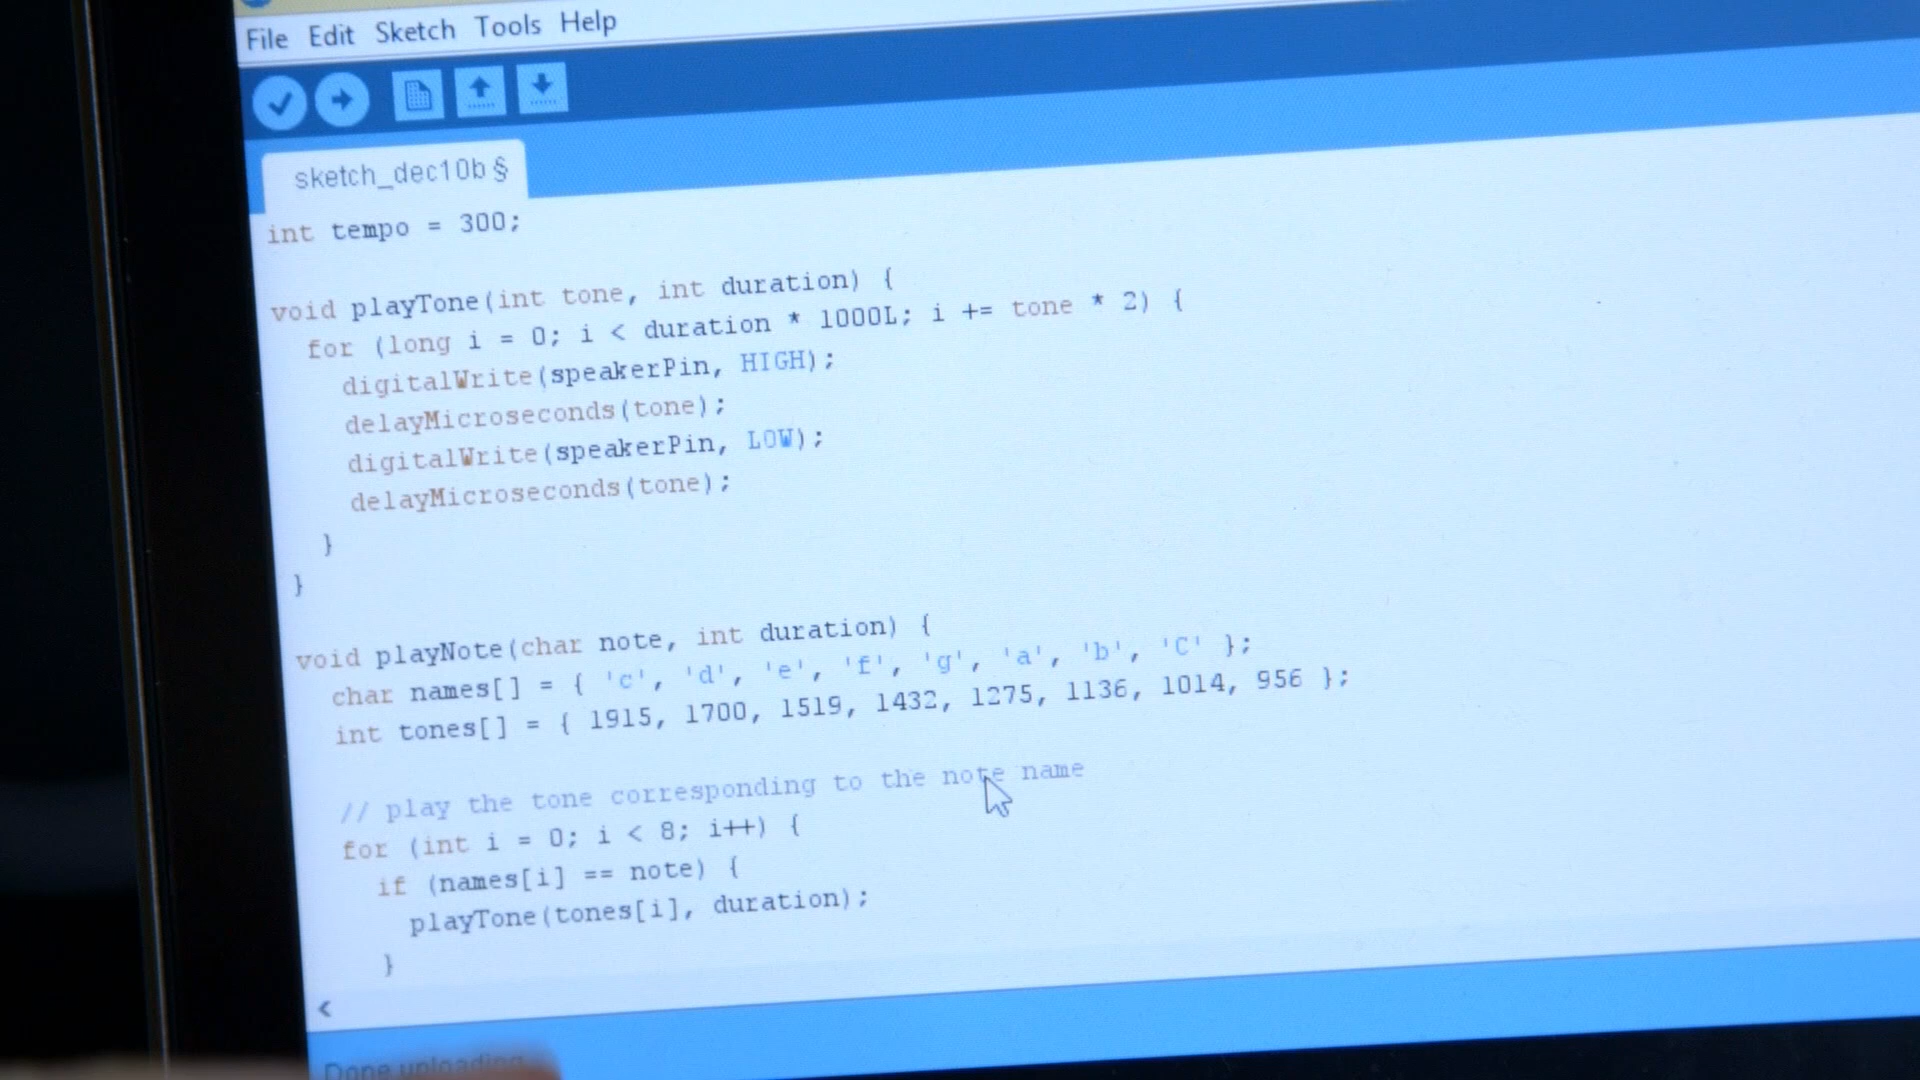 File Edit Sketch Tools Help
sketch_dec10b §
int tempo = 300;
void playTone(int tone, int duration) {
for (long i = 0; i < duration * 1000L; i += tone * 2) {
digitalWrite(speakerPin, HIGH);
delayMicroseconds(tone);
digitalWrite(speakerPin, LOW);
delayMicroseconds(tone);
}
}
void playNote(char note, int duration) {
char names[] = { 'c', 'd', 'e', 'f', 'g', 'a', 'b', 'C' };
int tones[] = { 1915, 1700, 1519, 1432, 1275, 1136, 1014, 956 };
// play the tone corresponding to the note name
for (int i = 0; i < 8; i++) {
if (names[i] == note) {
playTone(tones[i], duration);
}
Done uploading